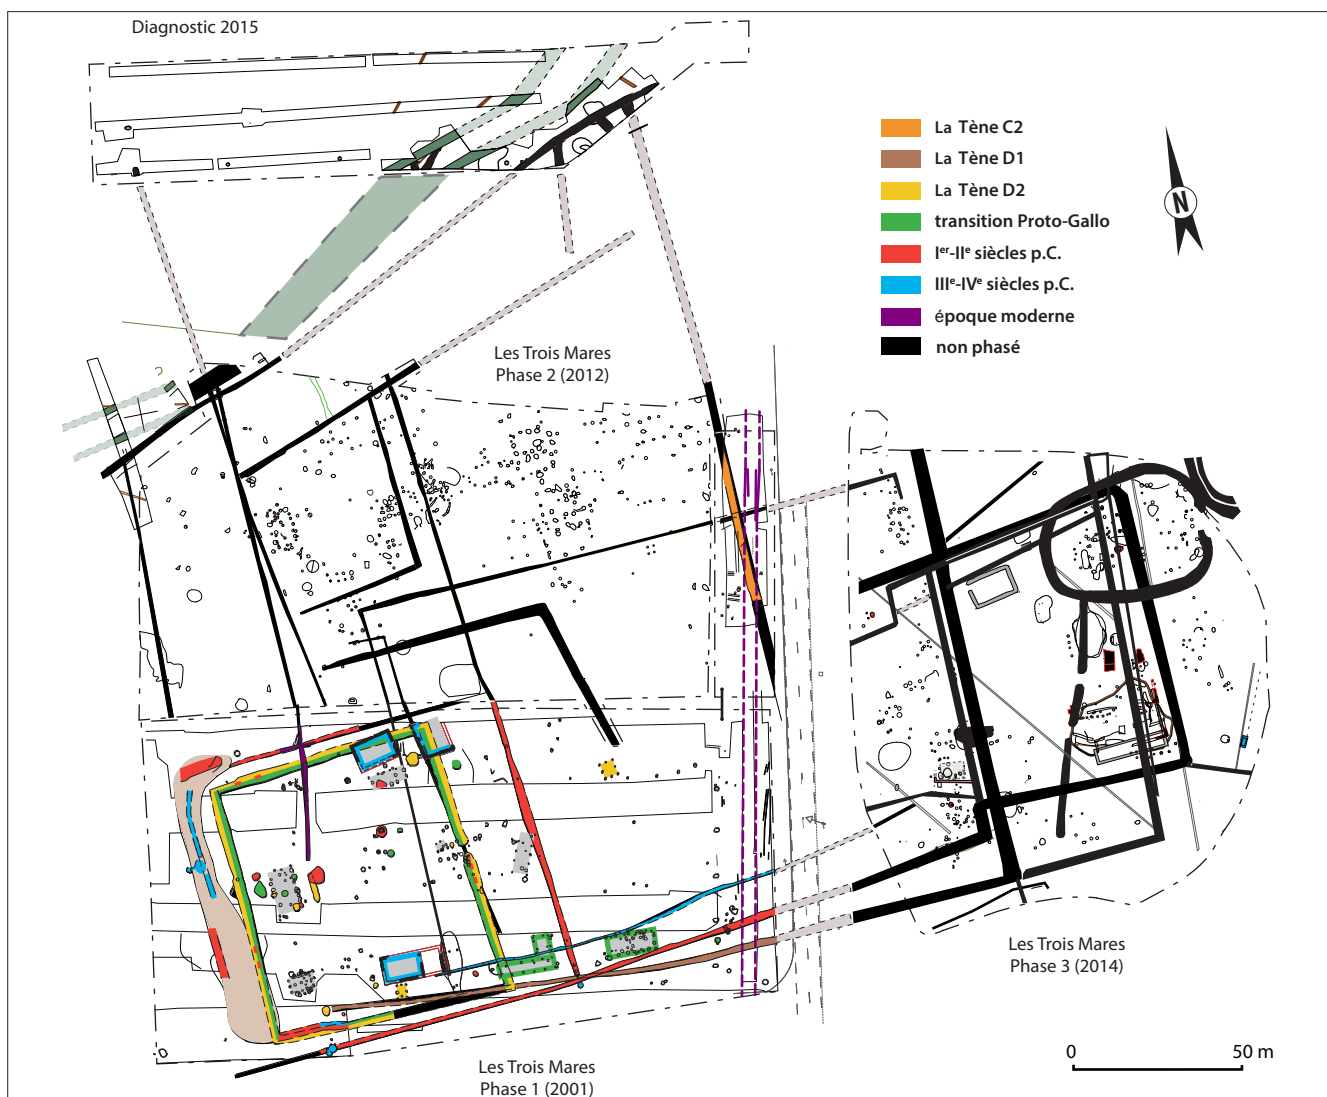 Diagnostic 2015
La Tène C2
La Tène D1
La Tène D2
transition Proto-Gallo
Iᵉʳ-IIᵉ siècles p.C.
IIIᵉ-IVᵉ siècles p.C.
époque moderne
non phasé
N
Les Trois Mares
Phase 2 (2012)
Les Trois Mares
Phase 3 (2014)
0 50 m
Les Trois Mares
Phase 1 (2001)